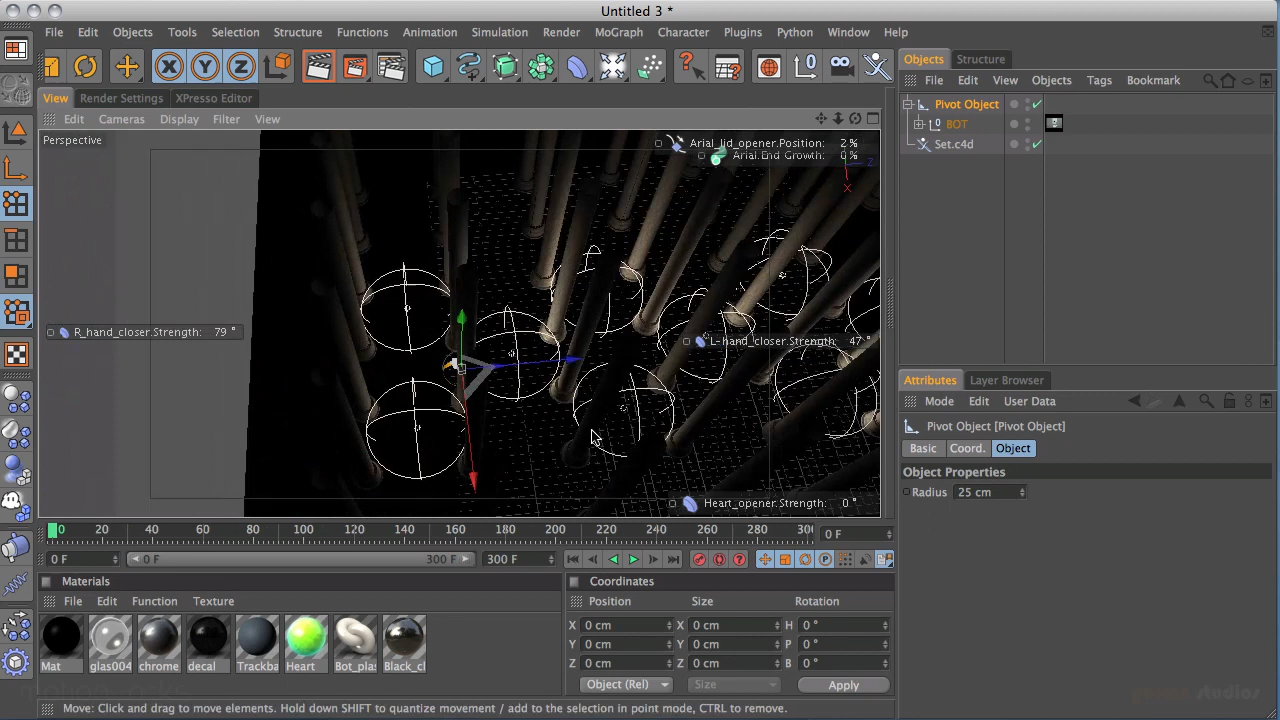 Untitled 3 *
File Edit Objects Tools Selection Structure Functions Animation Simulation Render MoGraph Character Plugins Python Window Help
View Render Settings XPresso Editor
Edit Cameras Display Filter View
Perspective
Arial_lid_opener.Position: 2 %
Arial.End Growth: 0 %
Z
X
R_hand_closer.Strength: 79 °
L-hand_closer.Strength: 47 °
Heart_opener.Strength: 0 °
0 20 40 60 80 100 120 140 160 180 200 220 240 260 280 300
0 F
0 F 0 F 300 F 300 F
Materials
File Edit Function Texture
Mat glas004 chrome decal Trackba Heart Bot_plas Black_cl
Coordinates
Position Size Rotation
X 0 cm X 0 cm H 0 °
Y 0 cm Y 0 cm P 0 °
Z 0 cm Z 0 cm B 0 °
Object (Rel) Size Apply
Move: Click and drag to move elements. Hold down SHIFT to quantize movement / add to the selection in point mode, CTRL to remove.
Objects Structure
File Edit View Objects Tags Bookmark
Pivot Object
BOT
Set.c4d
Attributes Layer Browser
Mode Edit User Data
Pivot Object [Pivot Object]
Basic Coord. Object
Object Properties
Radius 25 cm